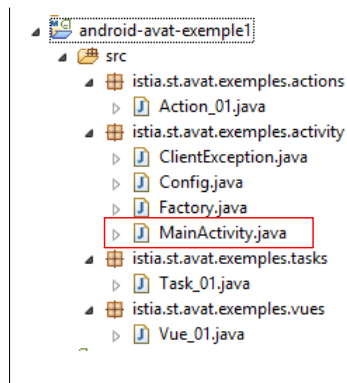 android-avat-exemple1
src
istia.st.avat.exemples.actions
Action_01.java
istia.st.avat.exemples.activity
ClientException.java
Config.java
Factory.java
MainActivity.java
istia.st.avat.exemples.tasks
Task_01.java
istia.st.avat.exemples.vues
Vue_01.java